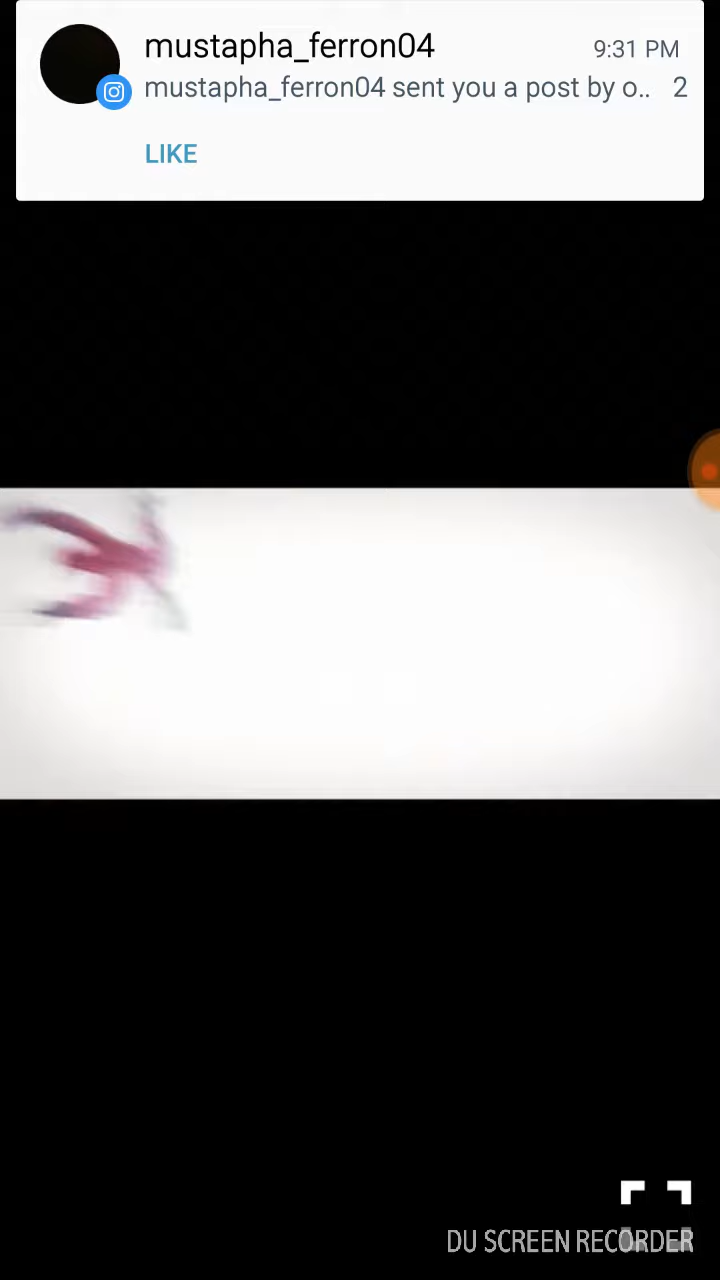 mustapha_ferron04
9:31 PM
mustapha_ferron04 sent you a post by o.. 2
LIKE
DU SCREEN RECORDER